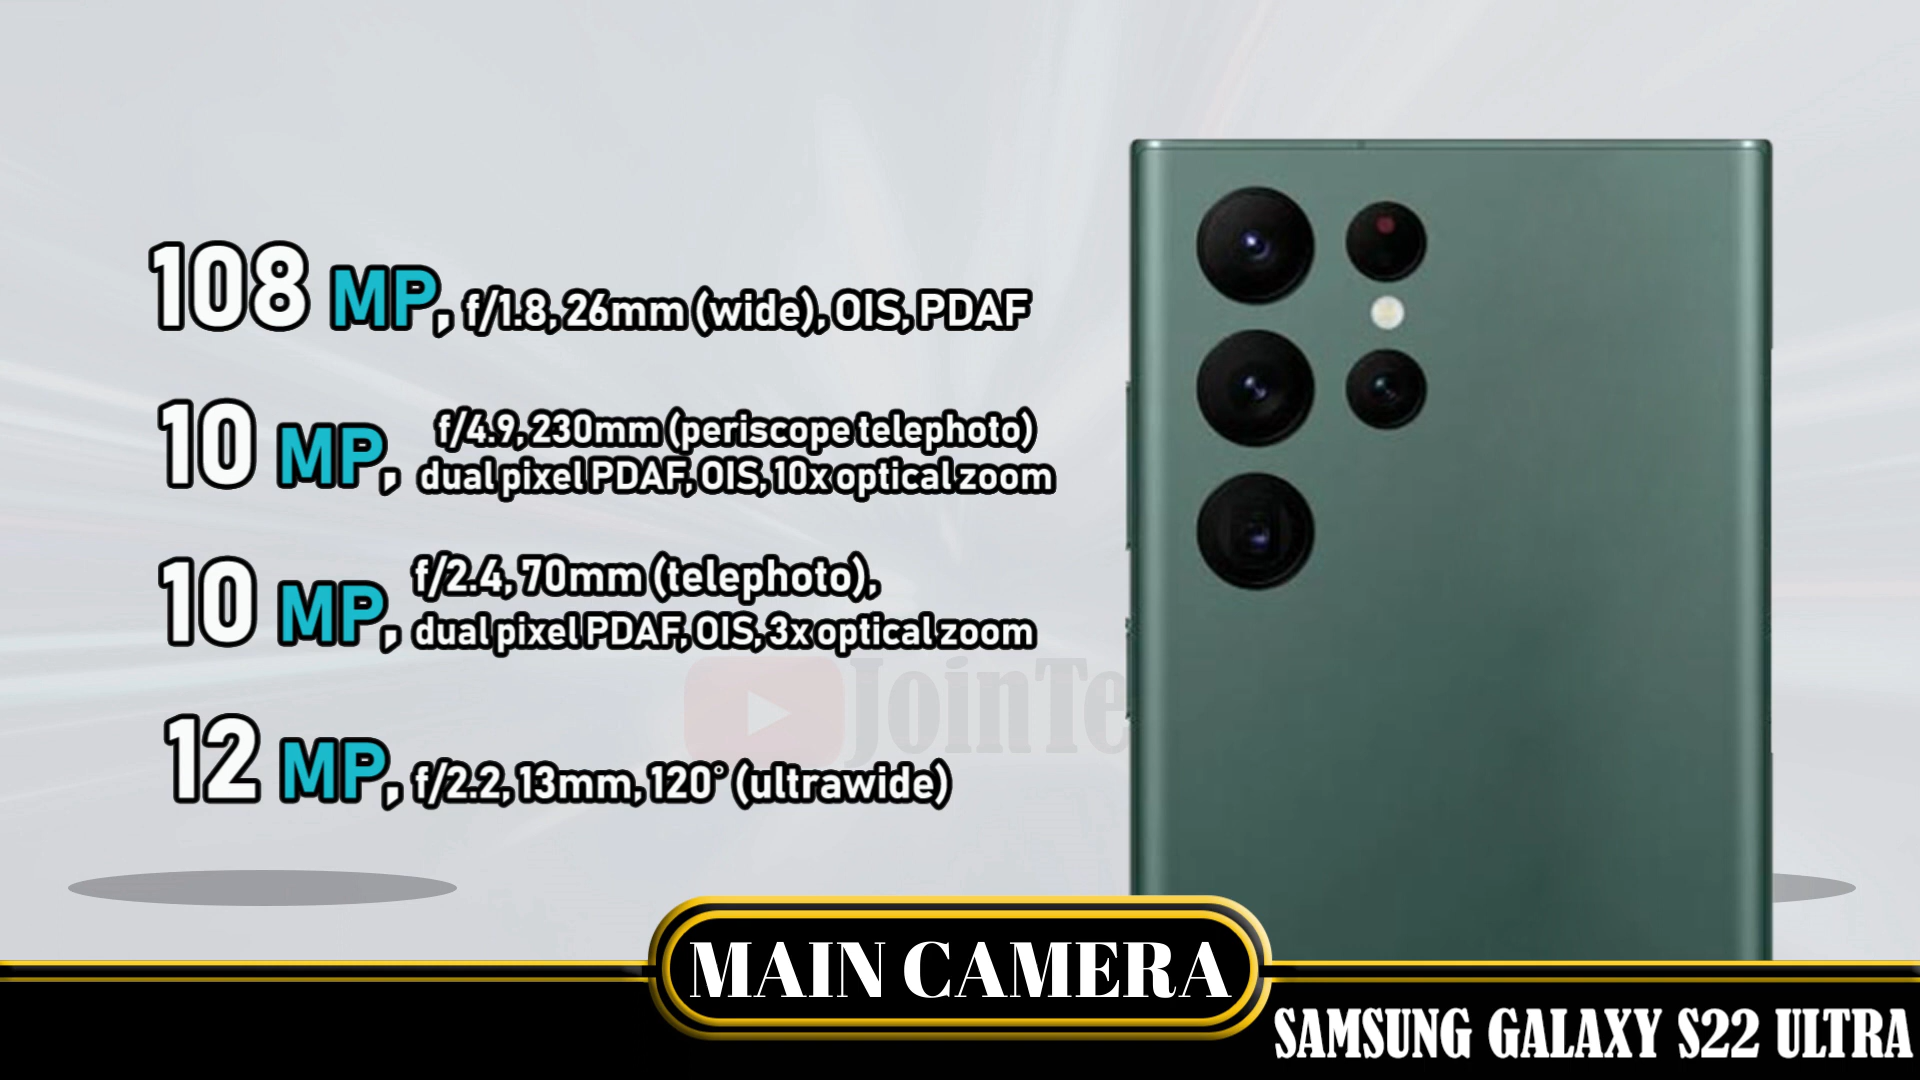 108 MP, f/1.8, 26mm (wide), OIS, PDAF
10 MP, f/4.9, 230mm (periscope telephoto)
dual pixel PDAF, OIS, 10x optical zoom
10 MP, f/2.4, 70mm (telephoto),
dual pixel PDAF, OIS, 3x optical zoom
JoinTe
12 MP, f/2.2, 13mm, 120° (ultrawide)
MAIN CAMERA
SAMSUNG GALAXY S22 ULTRA